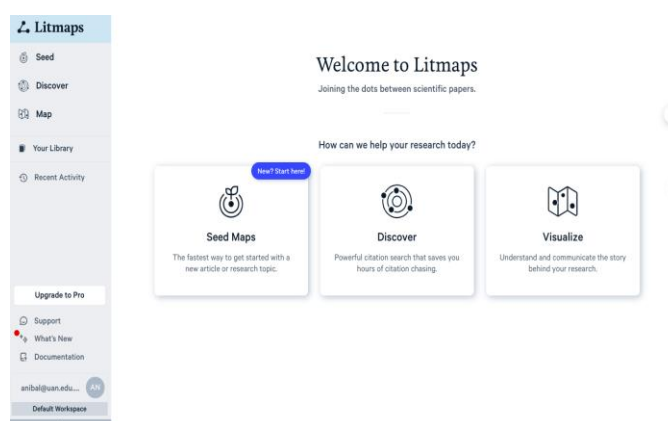 Litmaps
Seed
Discover
Map
Your Library
Recent Activity
Upgrade to Pro
Support
What's New
Documentation
anibal@uan.edu....
AN
Default Workspace
Welcome to Litmaps
Joining the dots between scientific papers.
How can we help your research today?
New? Start here!
Seed Maps
The fastest way to get started with a
new article or research topic.
Discover
Powerful citation search that saves you
hours of citation chasing.
Visualize
Understand and communicate the story
behind your research.